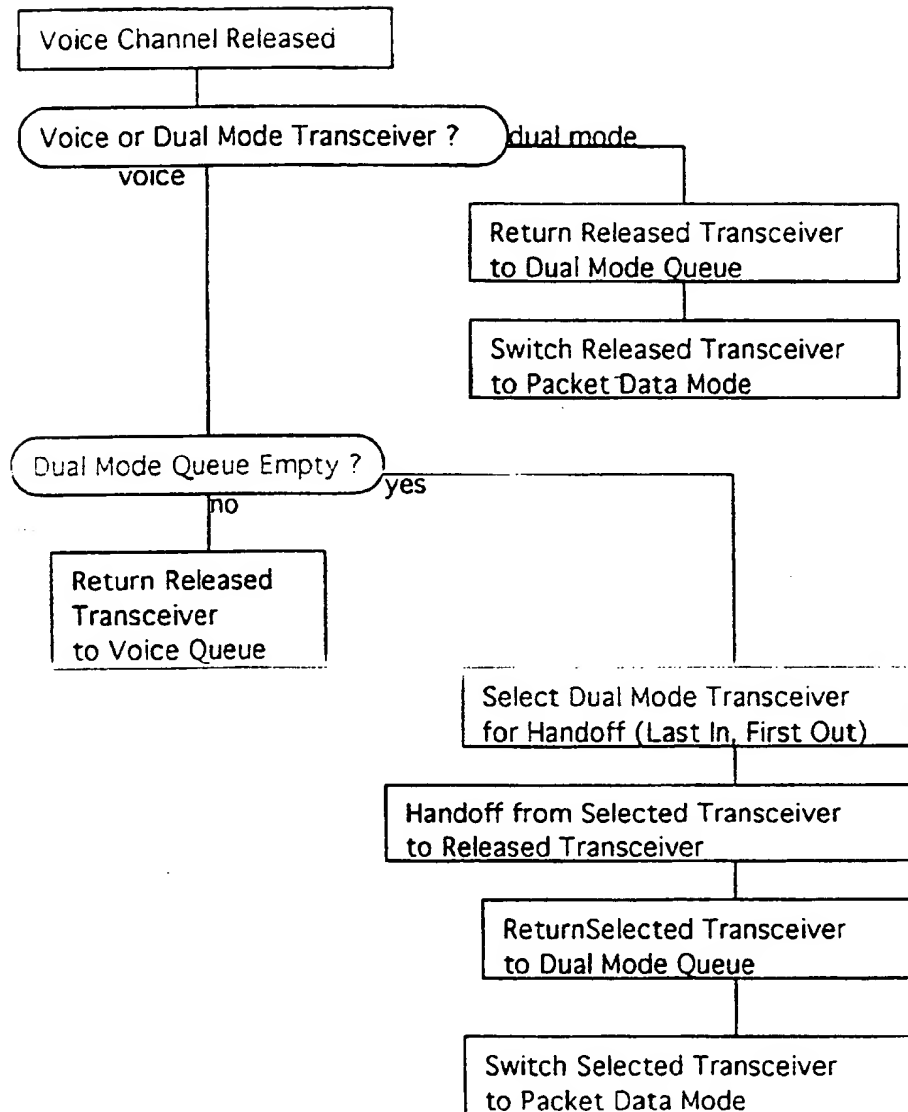 Voice Channel Released
Voice or Dual Mode Transceiver ?
dual mode
voice
Return Released Transceiver
to Dual Mode Queue
Switch Released Transceiver
to Packet Data Mode
Dual Mode Queue Empty ?
yes
no
Return Released
Transceiver
to Voice Queue
Select Dual Mode Transceiver
for Handoff (Last In, First Out)
Handoff from Selected Transceiver
to Released Transceiver
ReturnSelected Transceiver
to Dual Mode Queue
Switch Selected Transceiver
to Packet Data Mode